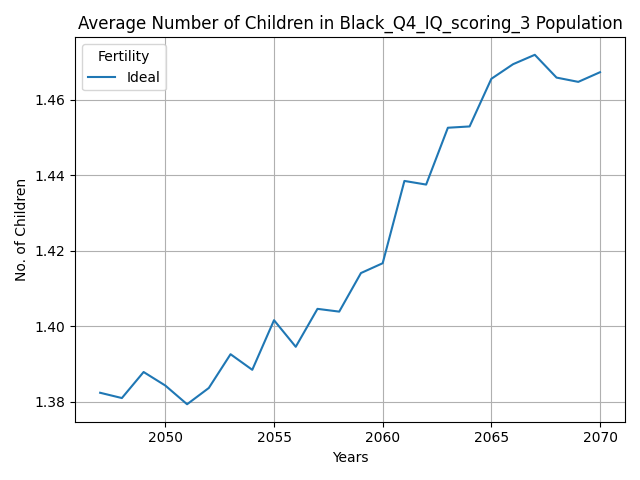 Average Number of Children in Black_Q4_IQ_scoring_3 Population
Fertility
Ideal
No. of Children
1.46
1.44
1.42
1.40
1.38
2050 2055 2060 2065 2070
Years